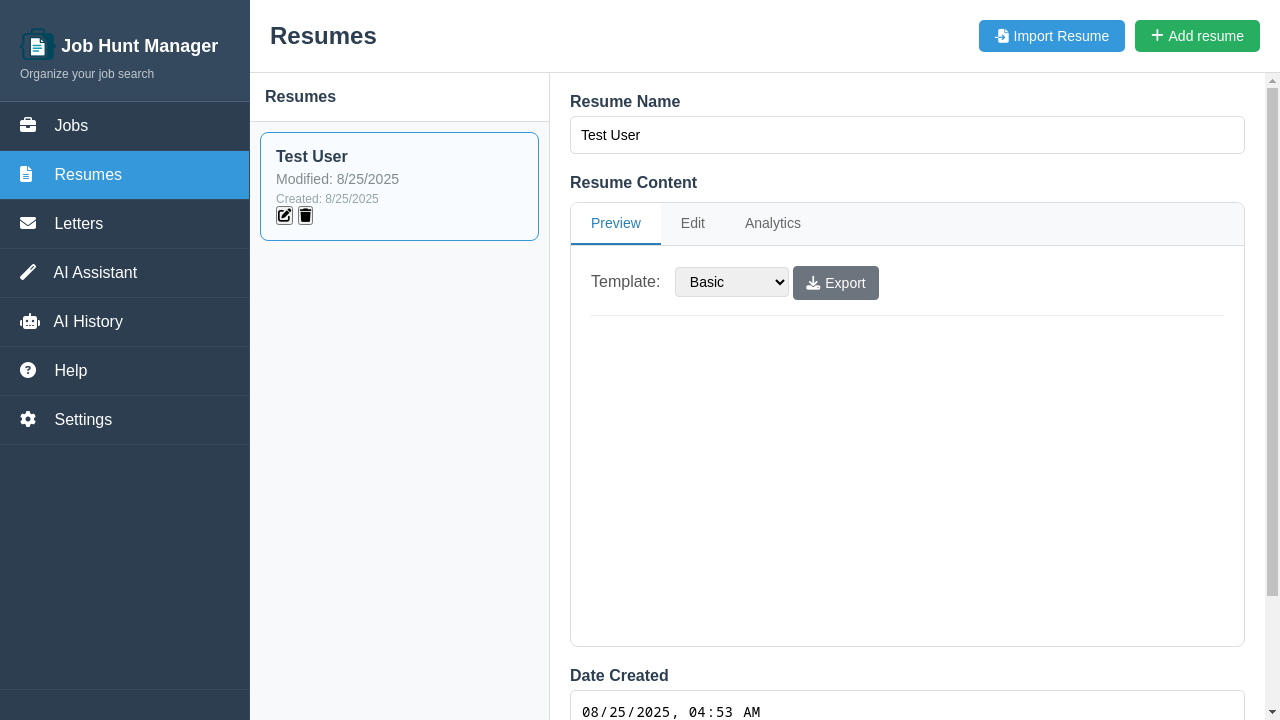 Job Hunt Manager
Organize your job search
Jobs
Resumes
Letters
AI Assistant
AI History
Help
Settings
Resumes
Import Resume
Add resume
Resumes
Test User
Modified: 8/25/2025
Created: 8/25/2025
Resume Name
Test User
Resume Content
Preview Edit Analytics
Template: Basic Export
Date Created
08/25/2025, 04:53 AM